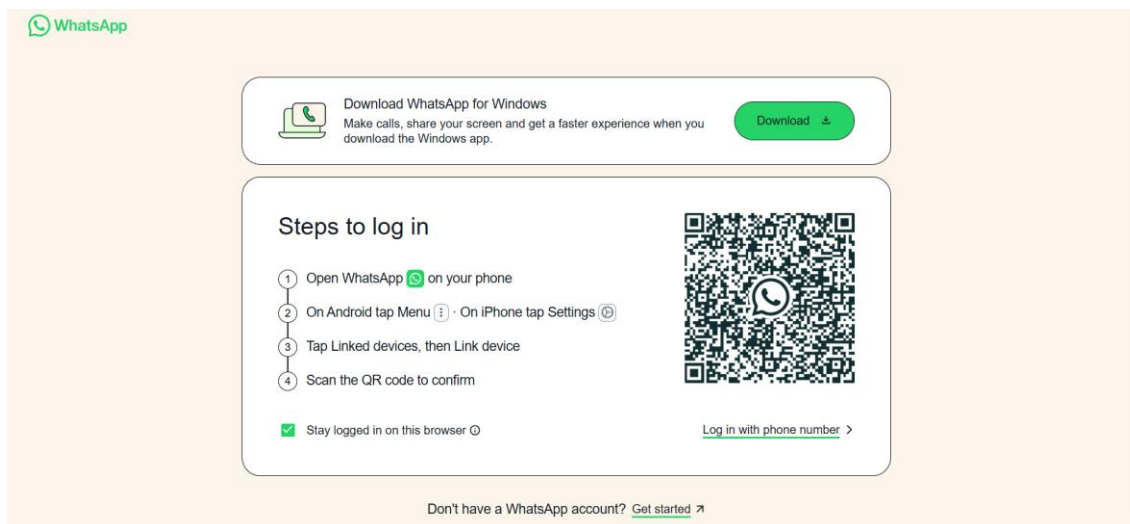 WhatsApp
Download WhatsApp for Windows
Make calls, share your screen and get a faster experience when you
download the Windows app.
Download
Steps to log in
1 Open WhatsApp on your phone
2 On Android tap Menu · On iPhone tap Settings
3 Tap Linked devices, then Link device
4 Scan the QR code to confirm
Stay logged in on this browser
Log in with phone number
Don't have a WhatsApp account? Get started